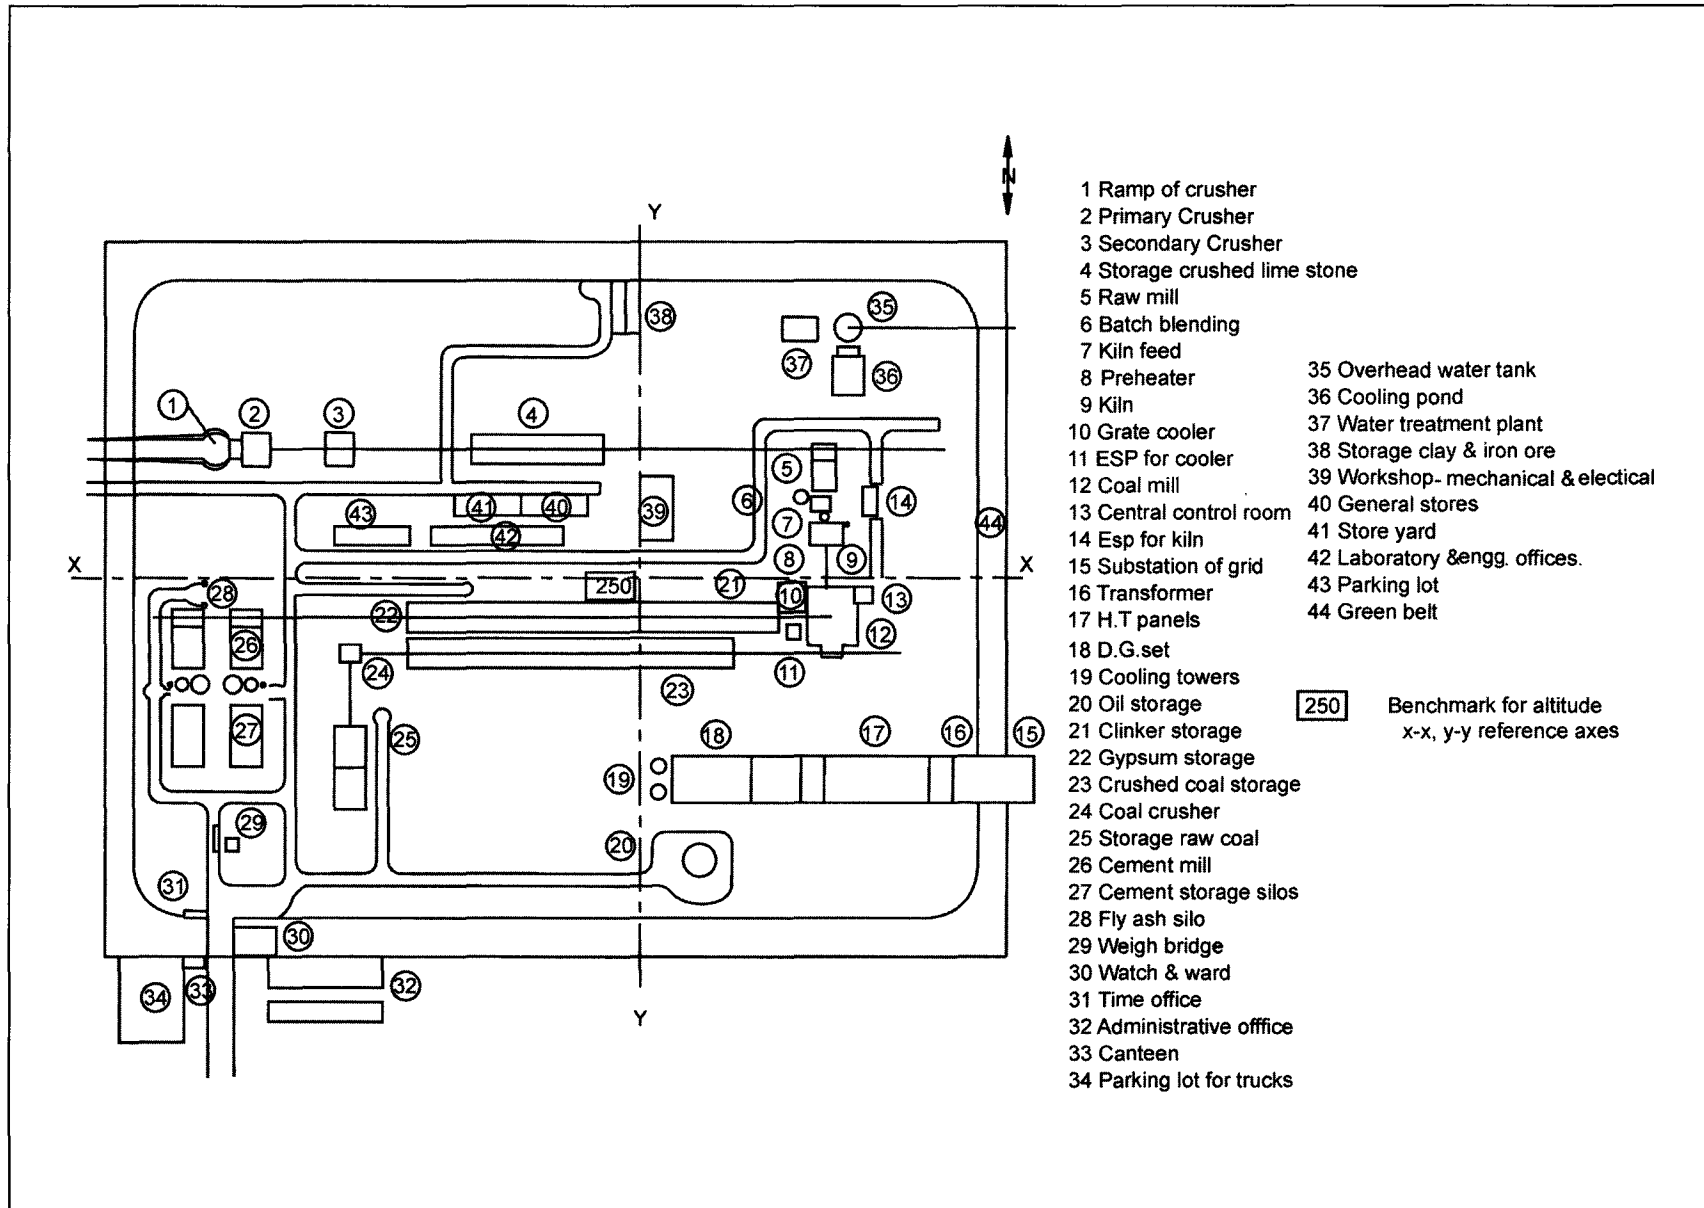 N
Y
35
38
37
36
1
2
3
4
5
6
14
41
40
39
43
42
7
44
8
9
X
X
250
21
28
10
13
22
26
12
24
11
23
27
25
18
17
16
15
19
29
20
31
30
34
33
32
Y
1 Ramp of crusher
2 Primary Crusher
3 Secondary Crusher
4 Storage crushed lime stone
5 Raw mill
6 Batch blending
7 Kiln feed
8 Preheater
9 Kiln
10 Grate cooler
11 ESP for cooler
12 Coal mill
13 Central control room
14 Esp for kiln
15 Substation of grid
16 Transformer
17 H.T panels
18 D.G.set
19 Cooling towers
20 Oil storage
21 Clinker storage
22 Gypsum storage
23 Crushed coal storage
24 Coal crusher
25 Storage raw coal
26 Cement mill
27 Cement storage silos
28 Fly ash silo
29 Weigh bridge
30 Watch & ward
31 Time office
32 Administrative offfice
33 Canteen
34 Parking lot for trucks
35 Overhead water tank
36 Cooling pond
37 Water treatment plant
38 Storage clay & iron ore
39 Workshop- mechanical & electical
40 General stores
41 Store yard
42 Laboratory &engg. offices.
43 Parking lot
44 Green belt
250 Benchmark for altitude
x-x, y-y reference axes